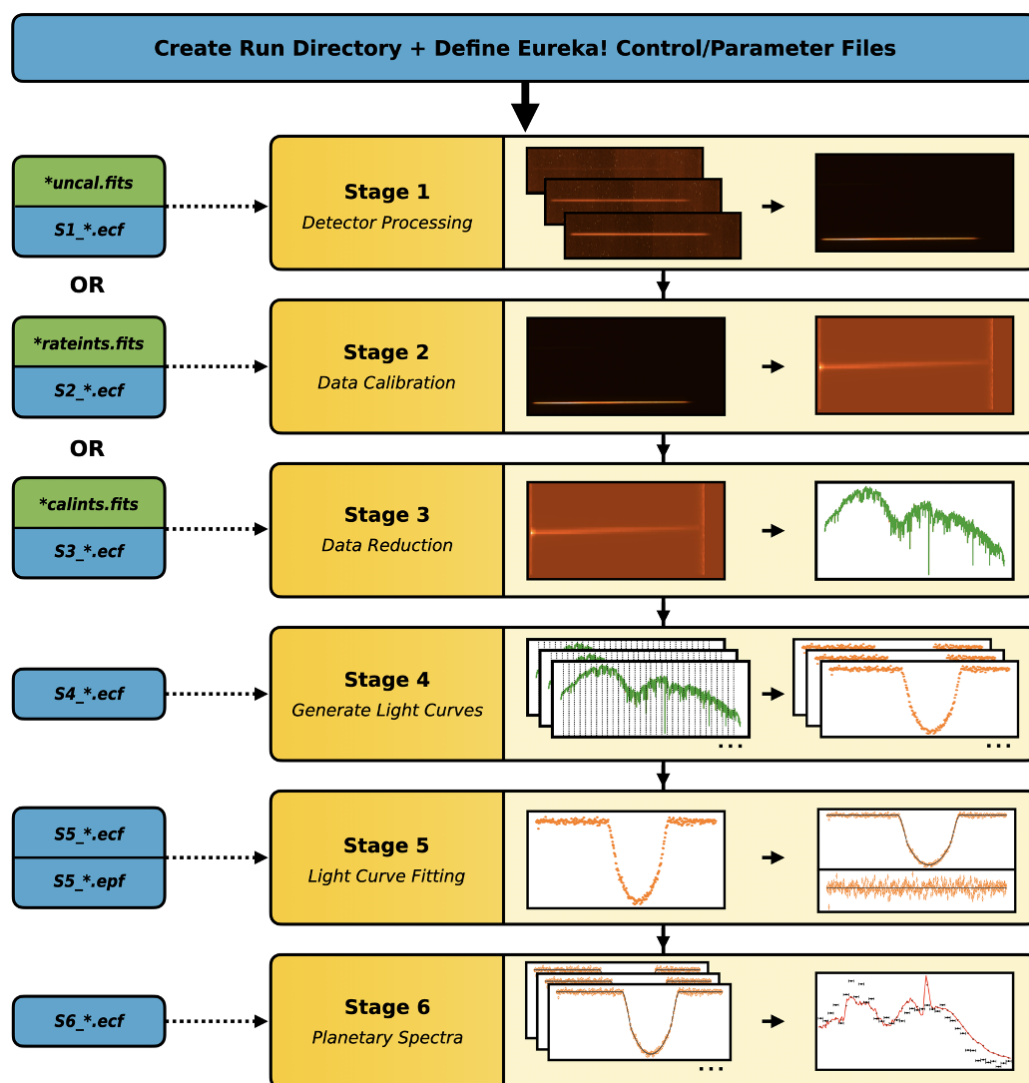 Create Run Directory + Define Eureka! Control/Parameter Files
*uncal.fits
S1_*.ecf
Stage 1
Detector Processing
OR
*rateints.fits
S2_*.ecf
Stage 2
Data Calibration
OR
*calints.fits
S3_*.ecf
Stage 3
Data Reduction
S4_*.ecf
Stage 4
Generate Light Curves
...
...
S5_*.ecf
S5_*.epf
Stage 5
Light Curve Fitting
S6_*.ecf
Stage 6
Planetary Spectra
...